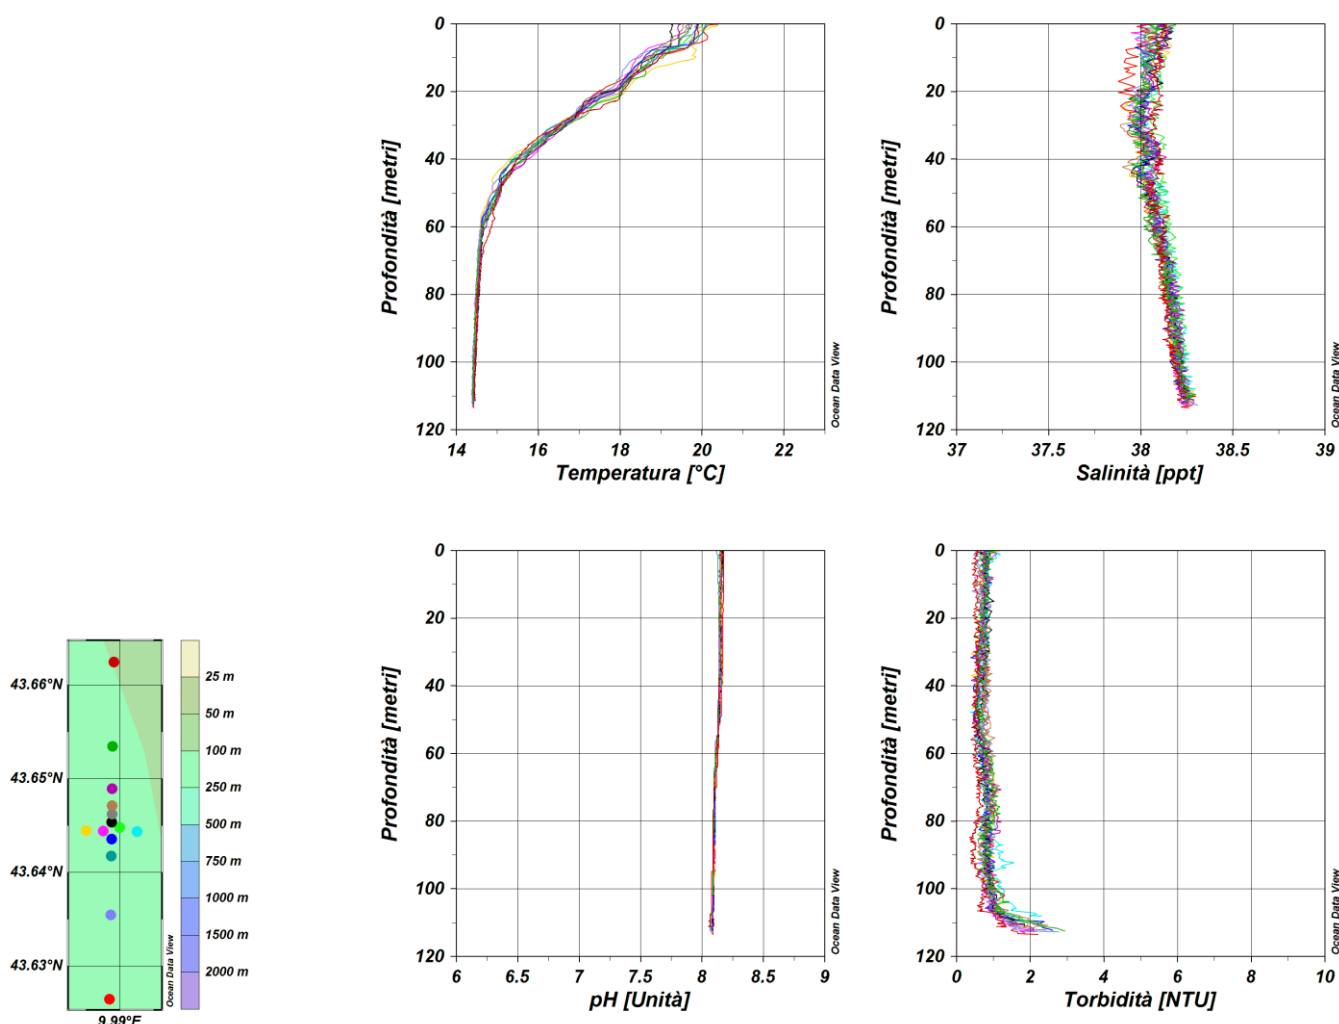 0
20
40
60
80
100
120
Profondità [metri]
14
16
18
20
22
Temperatura [°C]
Ocean Data View
0
20
40
60
80
100
120
Profondità [metri]
37
37.5
38
38.5
39
Salinità [ppt]
Ocean Data View
43.66°N
43.65°N
43.64°N
43.63°N
9.99°E
Ocean Data View
25 m
50 m
100 m
250 m
500 m
750 m
1000 m
1500 m
2000 m
0
20
40
60
80
100
120
Profondità [metri]
6
6.5
7
7.5
8
8.5
9
pH [Unità]
Ocean Data View
0
20
40
60
80
100
120
Profondità [metri]
0
2
4
6
8
10
Torbidità [NTU]
Ocean Data View